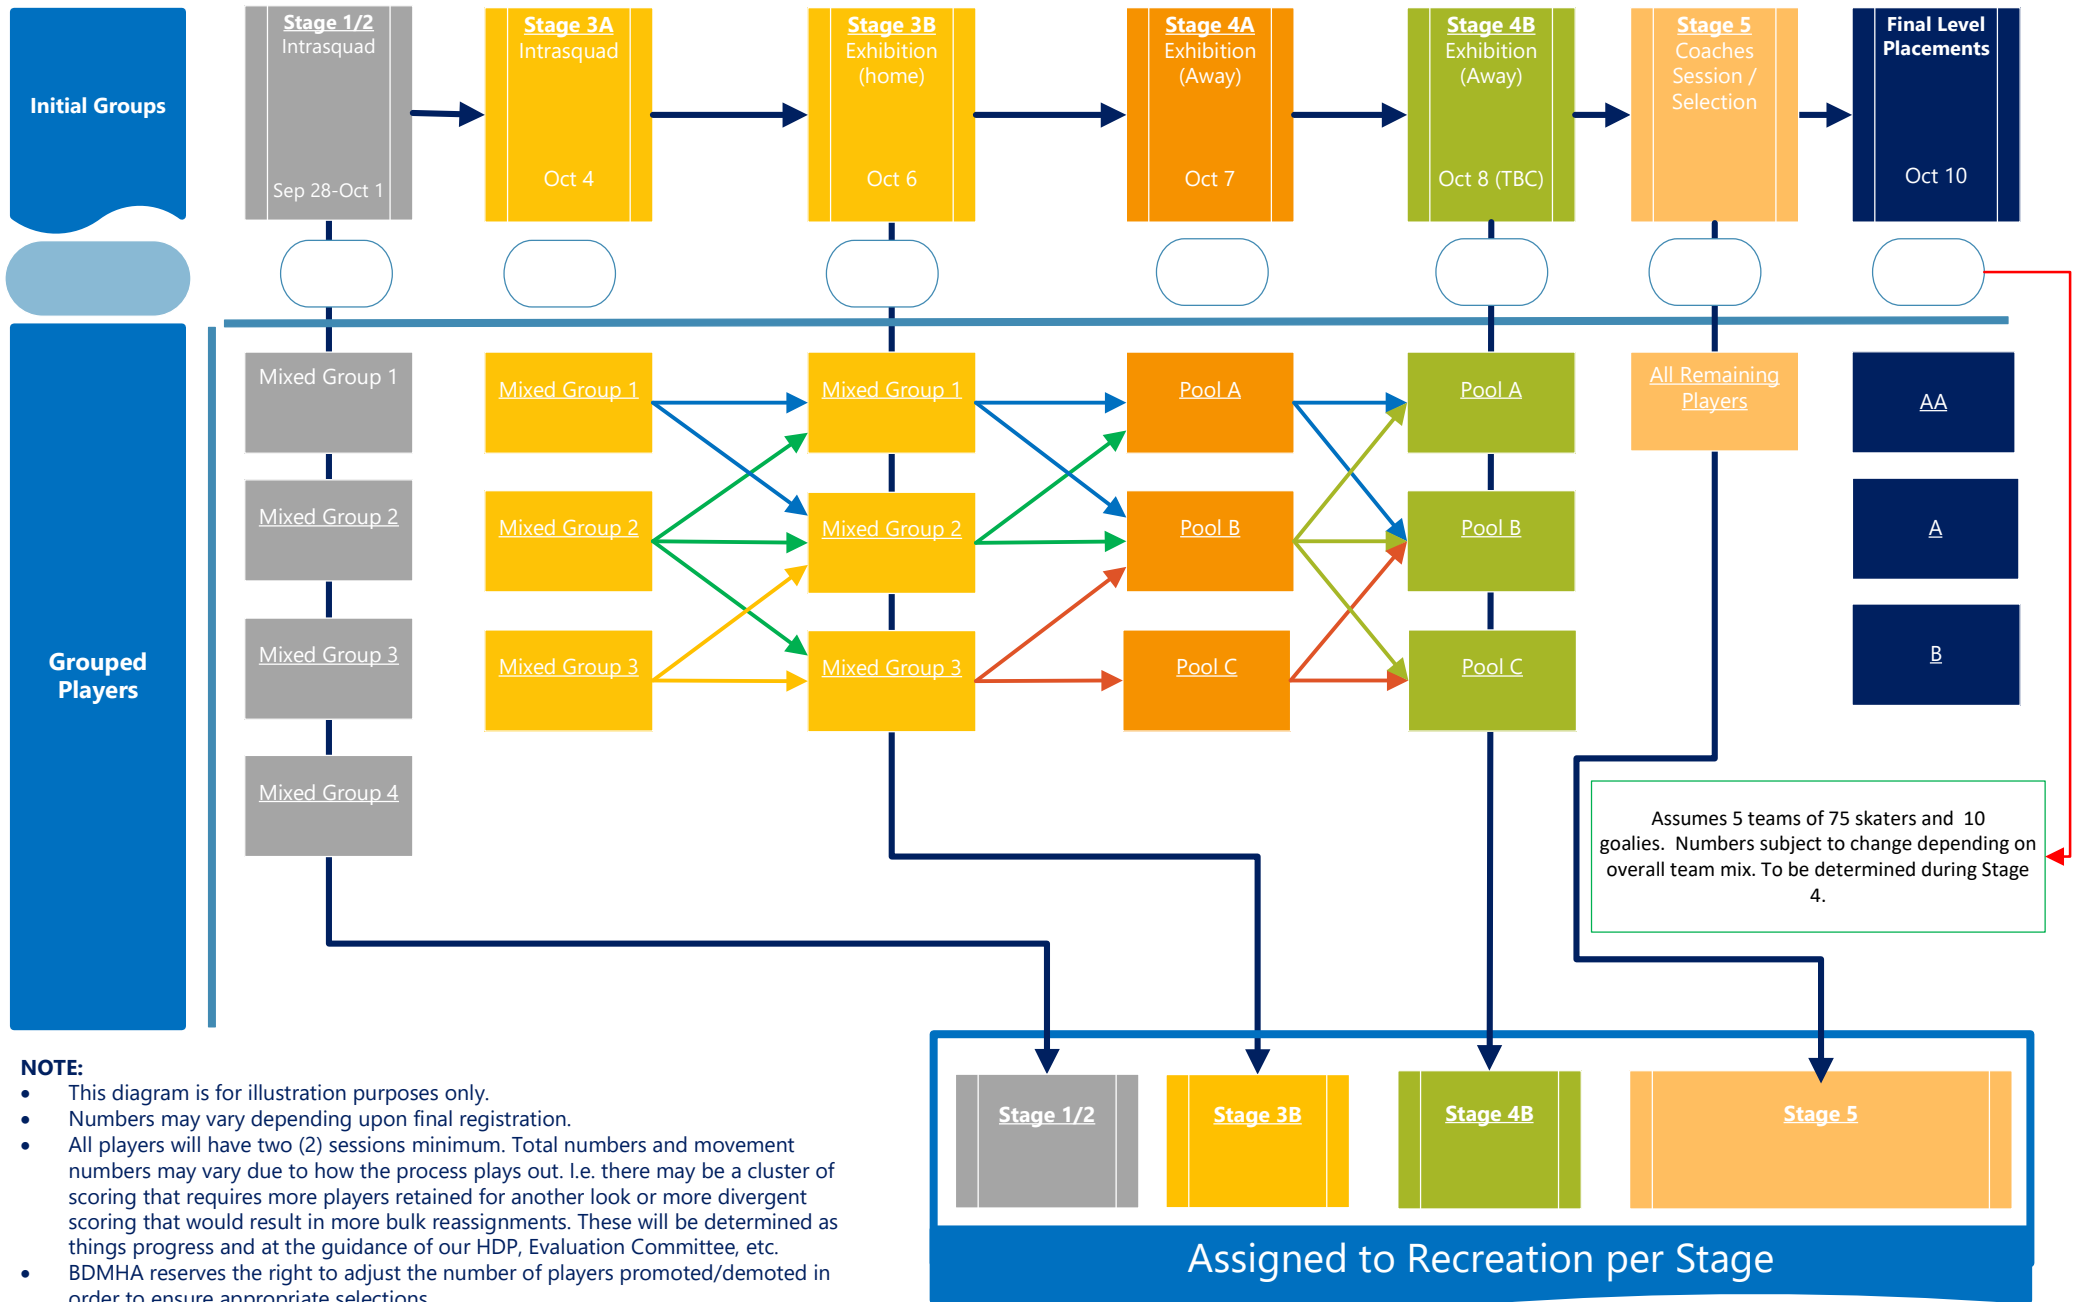 Initial Groups
Stage 1/2
Intrasquad
Sep 28-Oct 1
Stage 3A
Intrasquad
Oct 4
Stage 3B
Exhibition
(home)
Oct 6
Stage 4A
Exhibition
(Away)
Oct 7
Stage 4B
Exhibition
(Away)
Oct 8 (TBC)
Stage 5
Coaches
Session /
Selection
Final Level
Placements
Oct 10
Grouped
Players
Mixed Group 1
Mixed Group 2
Mixed Group 3
Mixed Group 4
Mixed Group 1
Mixed Group 2
Mixed Group 3
Mixed Group 1
Mixed Group 2
Mixed Group 3
Pool A
Pool B
Pool C
Pool A
Pool B
Pool C
All Remaining
Players
AA
A
B
Assumes 5 teams of 75 skaters and 10
goalies. Numbers subject to change depending on
overall team mix. To be determined during Stage
4.
NOTE:
• This diagram is for illustration purposes only.
• Numbers may vary depending upon final registration.
• All players will have two (2) sessions minimum. Total numbers and movement
numbers may vary due to how the process plays out. I.e. there may be a cluster of
scoring that requires more players retained for another look or more divergent
scoring that would result in more bulk reassignments. These will be determined as
things progress and at the guidance of our HDP, Evaluation Committee, etc.
• BDMHA reserves the right to adjust the number of players promoted/demoted in
order to ensure appropriate selections
Stage 1/2
Stage 3B
Stage 4B
Stage 5
Assigned to Recreation per Stage